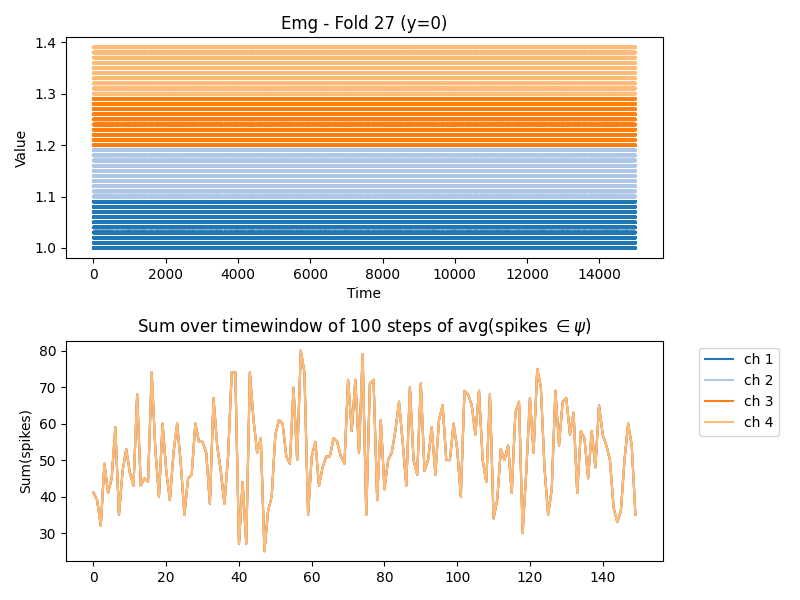 Emg - Fold 27 (y=0)
1.4
1.3
1.2
1.1
1.0
Value
0 2000 4000 6000 8000 10000 12000 14000
Time
Sum over timewindow of 100 steps of avg(spikes ∈ ψ)
80
70
60
50
40
30
Sum(spikes)
0 20 40 60 80 100 120 140
ch 1
ch 2
ch 3
ch 4